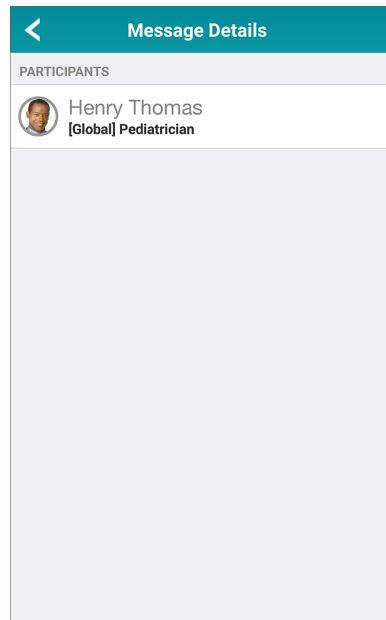 Message Details
PARTICIPANTS
Henry Thomas
[Global] Pediatrician